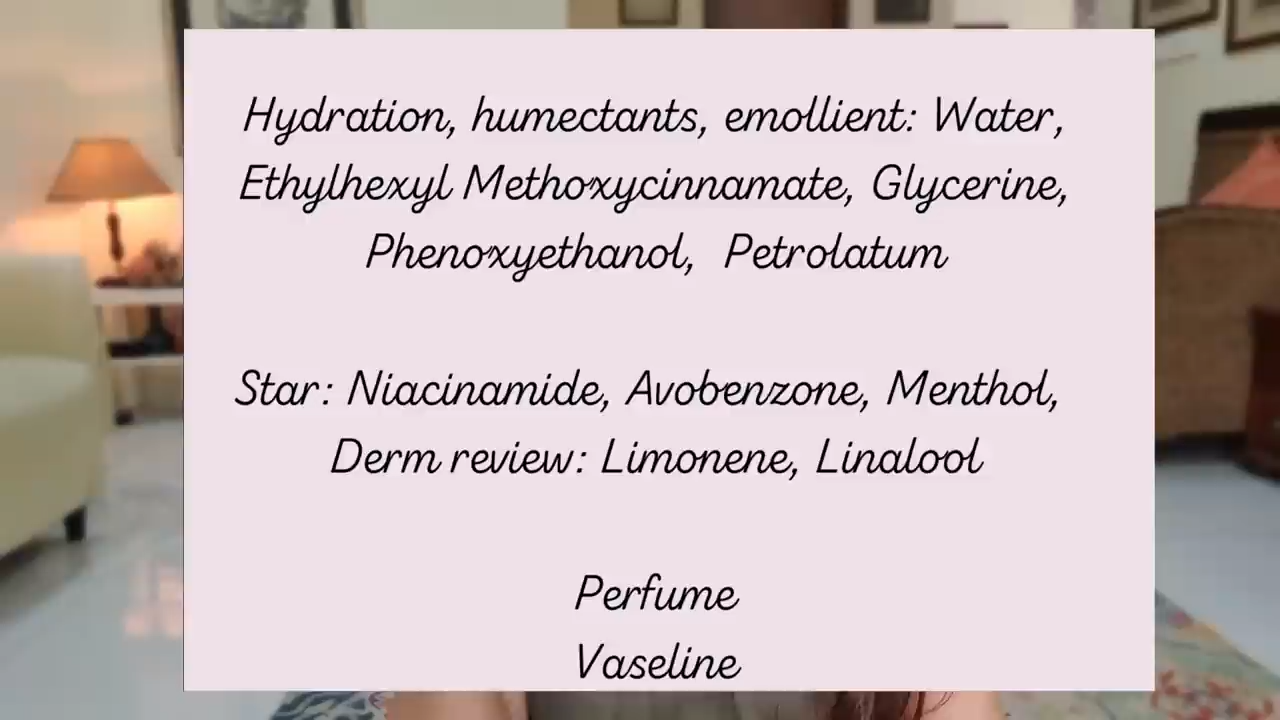 Hydration, humectants, emollient: Water,
Ethylhexyl Methoxycinnamate, Glycerine,
Phenoxyethanol, Petrolatum
Star: Niacinamide, Avobenzone, Menthol,
Derm review: Limonene, Linalool
Perfume
Vaseline